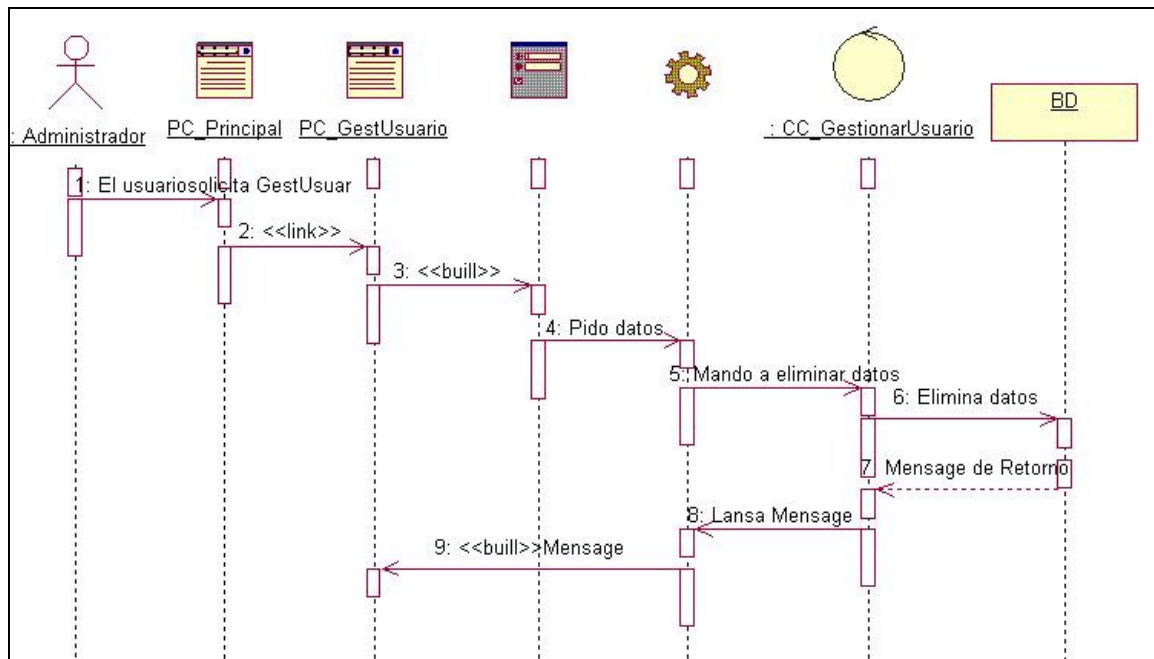 : Administrador
PC_Principal
PC_GestUsuario
: CC_GestionarUsuario
BD
1: El usuariosolicita GestUsuar
2: <<link>>
3: <<buill>>
4: Pido datos
5: Mando a eliminar datos
6: Elimina datos
7 Mensage de Retorno
8: Lansa Mensage
9: <<buill>>Mensage